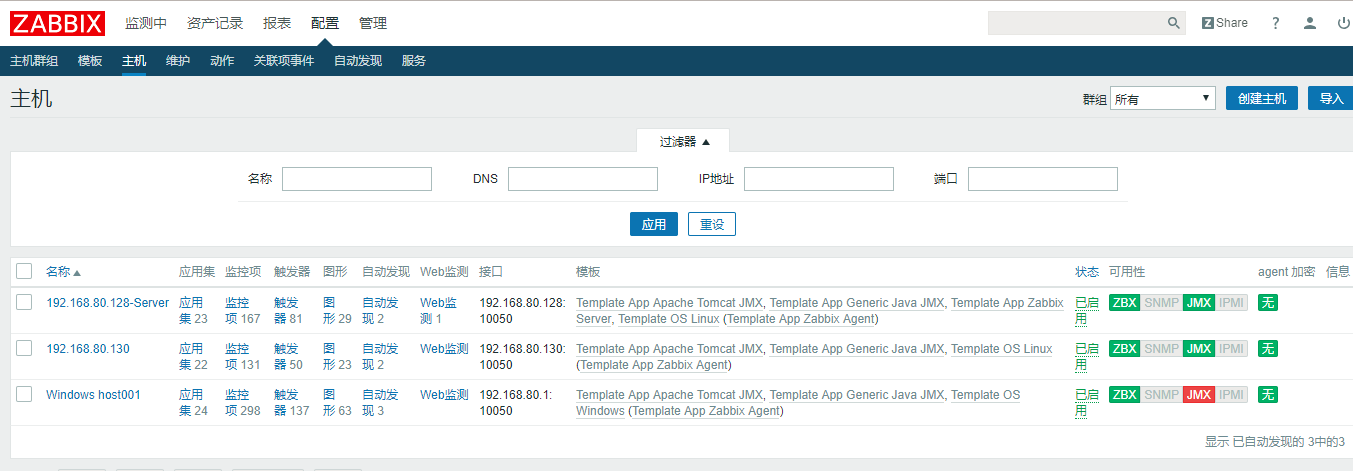 ZABBIX 监测中 资产记录 报表 配置 管理 Z Share ?
主机群组 模板 主机 维护 动作 关联项事件 自动发现 服务
主机 群组 所有 创建主机 导入
过滤器
名称 DNS IP地址 端口
应用 重设
名称 应用集 监控项 触发器 图形 自动发现 Web监测 接口 模板 状态 可用性 agent 加密 信息
192.168.80.128-Server 应用 监控 触发 图 自动发 Web监 192.168.80.128: Template App Apache Tomcat JMX, Template App Generic Java JMX, Template App Zabbix 已启 ZBX SNMP JMX IPMI 无
集 23 项 167 器 81 形 29 现 2 测 1 10050 Server, Template OS Linux (Template App Zabbix Agent) 用
192.168.80.130 应用 监控 触发 图 自动发 Web监测 192.168.80.130: Template App Apache Tomcat JMX, Template App Generic Java JMX, Template OS Linux 已启 ZBX SNMP JMX IPMI 无
集 22 项 131 器 50 形 23 现 2 10050 (Template App Zabbix Agent) 用
Windows host001 应用 监控 触发 图 自动发 Web监测 192.168.80.1: Template App Apache Tomcat JMX, Template App Generic Java JMX, Template OS 已启 ZBX SNMP JMX IPMI 无
集 24 项 298 器 137 形 63 现 3 10050 Windows (Template App Zabbix Agent) 用
显示 已自动发现的 3中的3